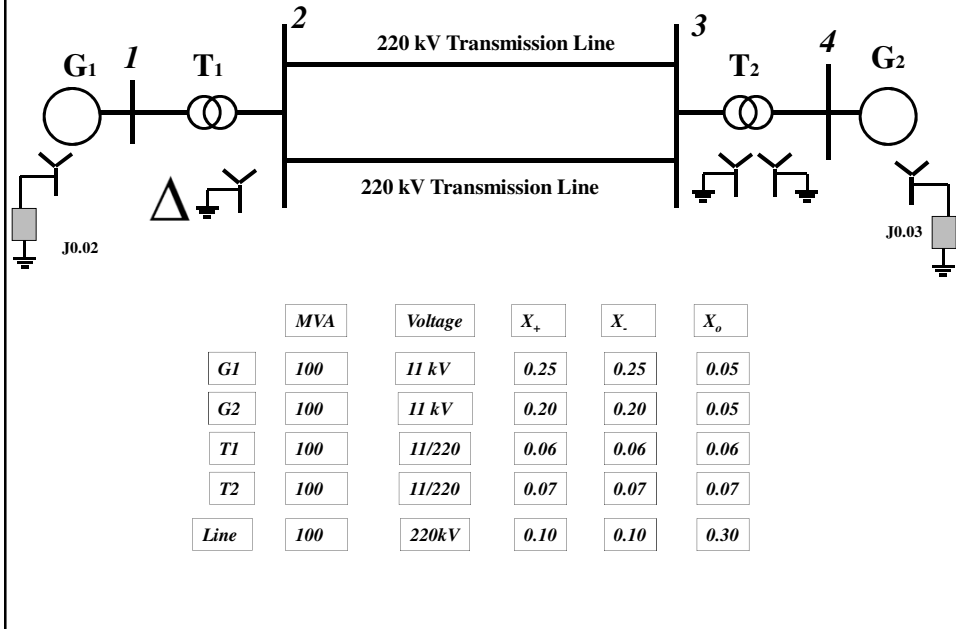 2
220 kV Transmission Line
3
G1
1
T1
T2
4
G2
Δ
220 kV Transmission Line
J0.02
J0.03
MVA Voltage X+ X- Xo
G1 100 11 kV 0.25 0.25 0.05
G2 100 11 kV 0.20 0.20 0.05
T1 100 11/220 0.06 0.06 0.06
T2 100 11/220 0.07 0.07 0.07
Line 100 220kV 0.10 0.10 0.30